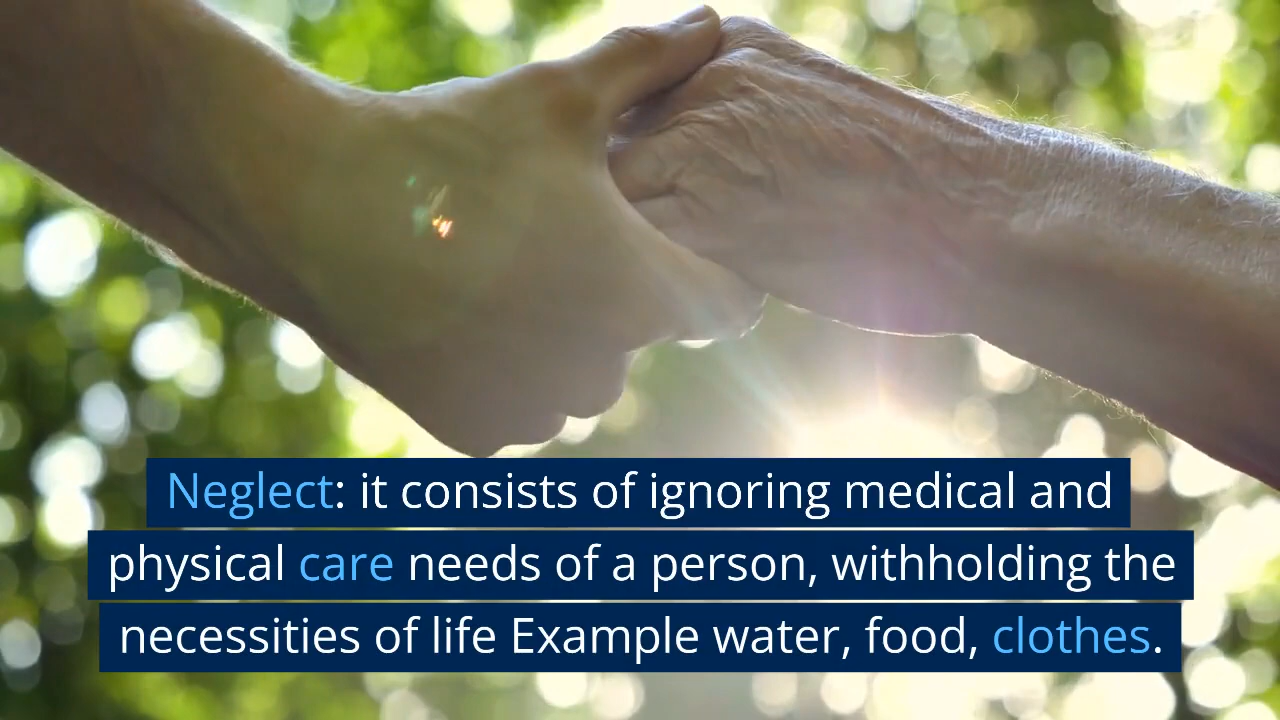 Neglect: it consists of ignoring medical and
physical care needs of a person, withholding the
necessities of life Example water, food, clothes.